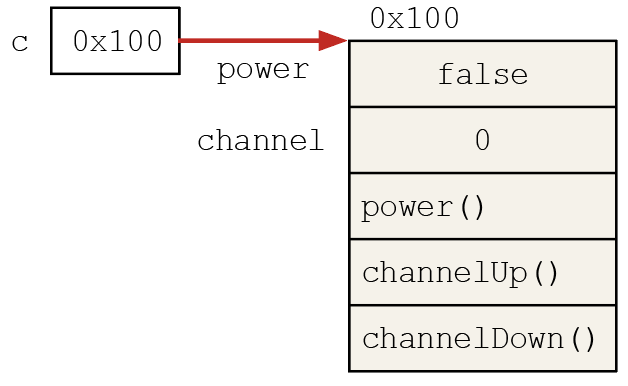 0x100
c 0x100
power false
channel 0
power()
channelUp()
channelDown()